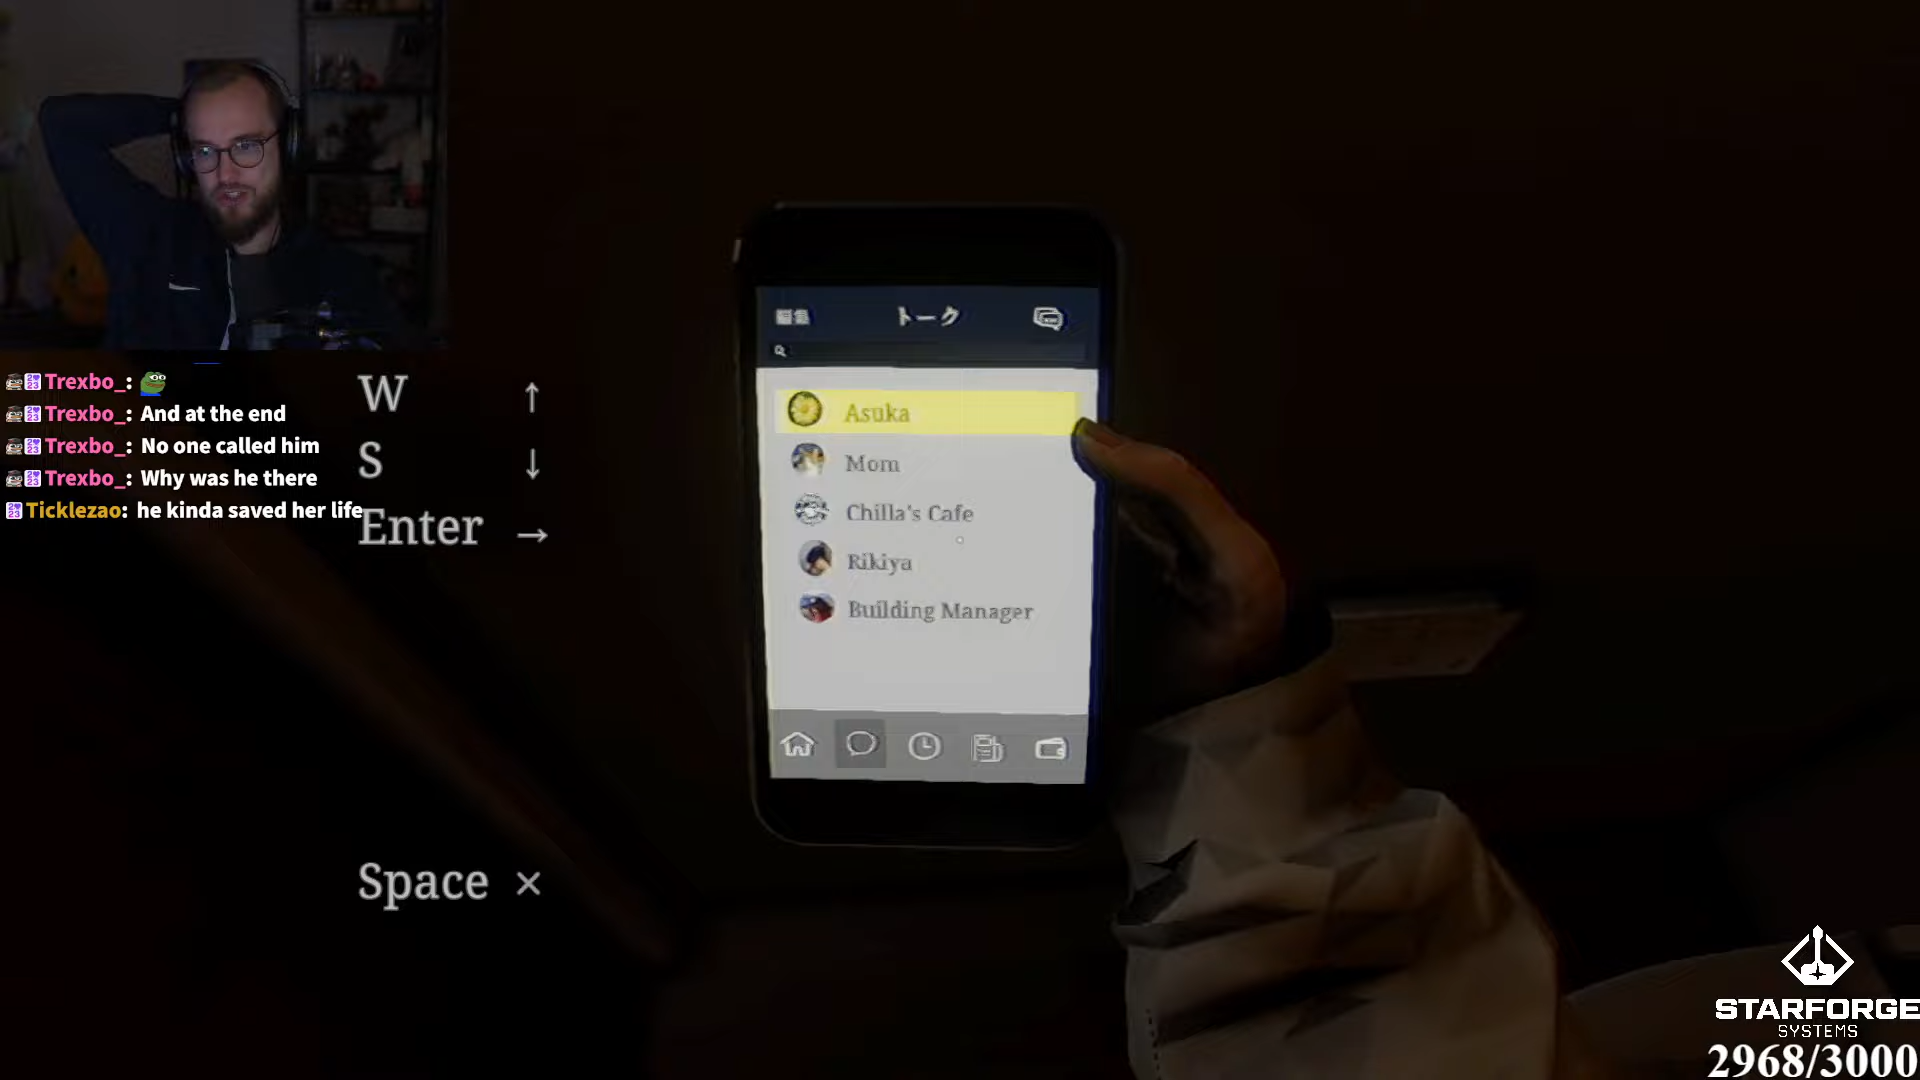 Trexbo_:
Trexbo_: And at the end
Trexbo_: No one called him
Trexbo_: Why was he there
Ticklezao: he kinda saved her life
W ↑
S ↓
Enter →
Space ×
編集 トーク
Asuka
Mom
Chilla's Cafe
Rikiya
Building Manager
STARFORGE
SYSTEMS
2968/3000